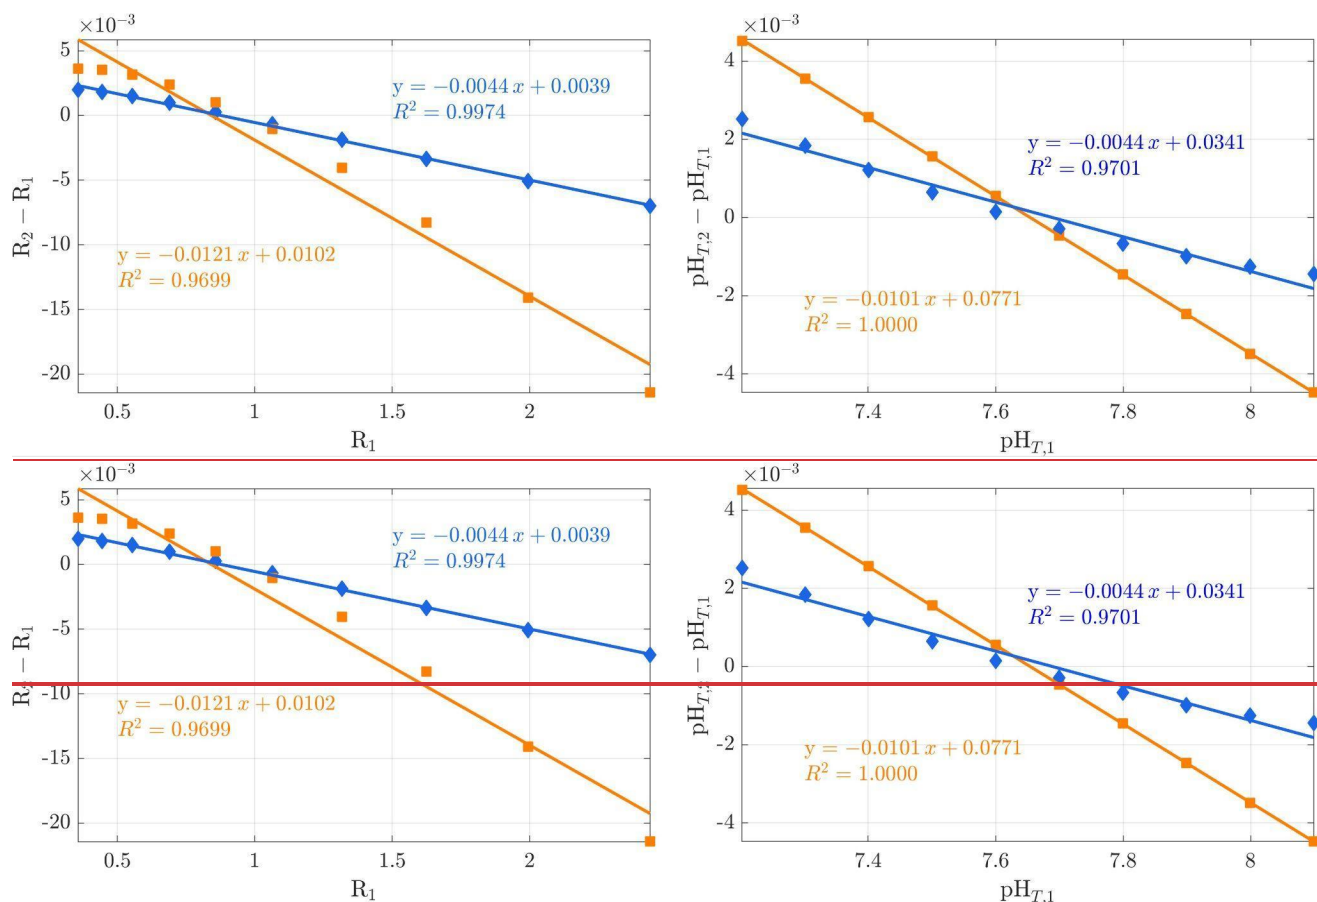 ×10⁻³
5
0
-5
-10
-15
-20
R₂ − R₁
y = −0.0044 x + 0.0039
R² = 0.9974
y = −0.0121 x + 0.0102
R² = 0.9699
0.5 1 1.5 2
R₁
×10⁻³
4
2
0
-2
-4
pH_{T,2} − pH_{T,1}
y = −0.0044 x + 0.0341
R² = 0.9701
y = −0.0101 x + 0.0771
R² = 1.0000
7.4 7.6 7.8 8
pH_{T,1}
×10⁻³
5
0
-5
-10
-15
-20
R₂ − R₁
y = −0.0044 x + 0.0039
R² = 0.9974
y = −0.0121 x + 0.0102
R² = 0.9699
0.5 1 1.5 2
R₁
×10⁻³
4
2
0
-2
-4
pH_{T,2} − pH_{T,1}
y = −0.0044 x + 0.0341
R² = 0.9701
y = −0.0101 x + 0.0771
R² = 1.0000
7.4 7.6 7.8 8
pH_{T,1}